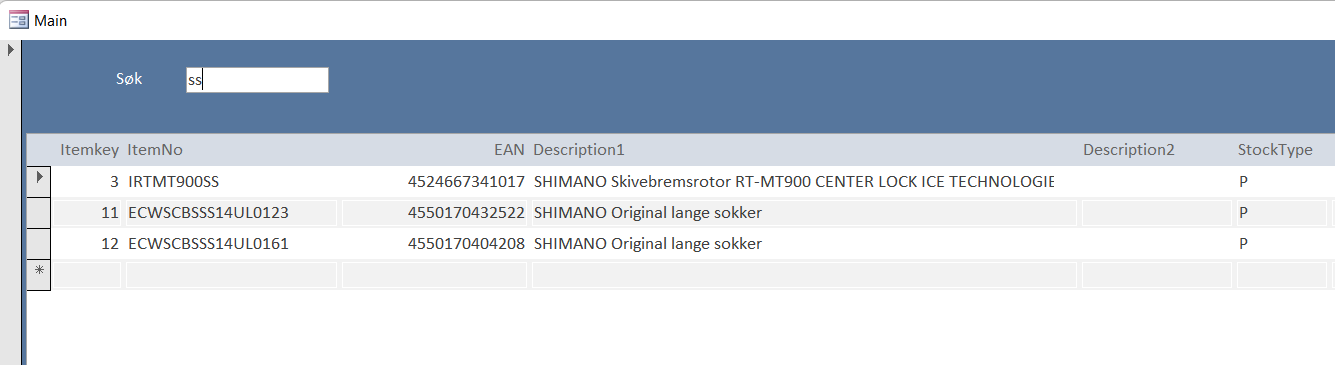 Main
Søk ss
Itemkey ItemNo EAN Description1 Description2 StockType
3 IRTMT900SS 4524667341017 SHIMANO Skivebremsrotor RT-MT900 CENTER LOCK ICE TECHNOLOGIE P
11 ECWSCBSSS14UL0123 4550170432522 SHIMANO Original lange sokker P
12 ECWSCBSSS14UL0161 4550170404208 SHIMANO Original lange sokker P